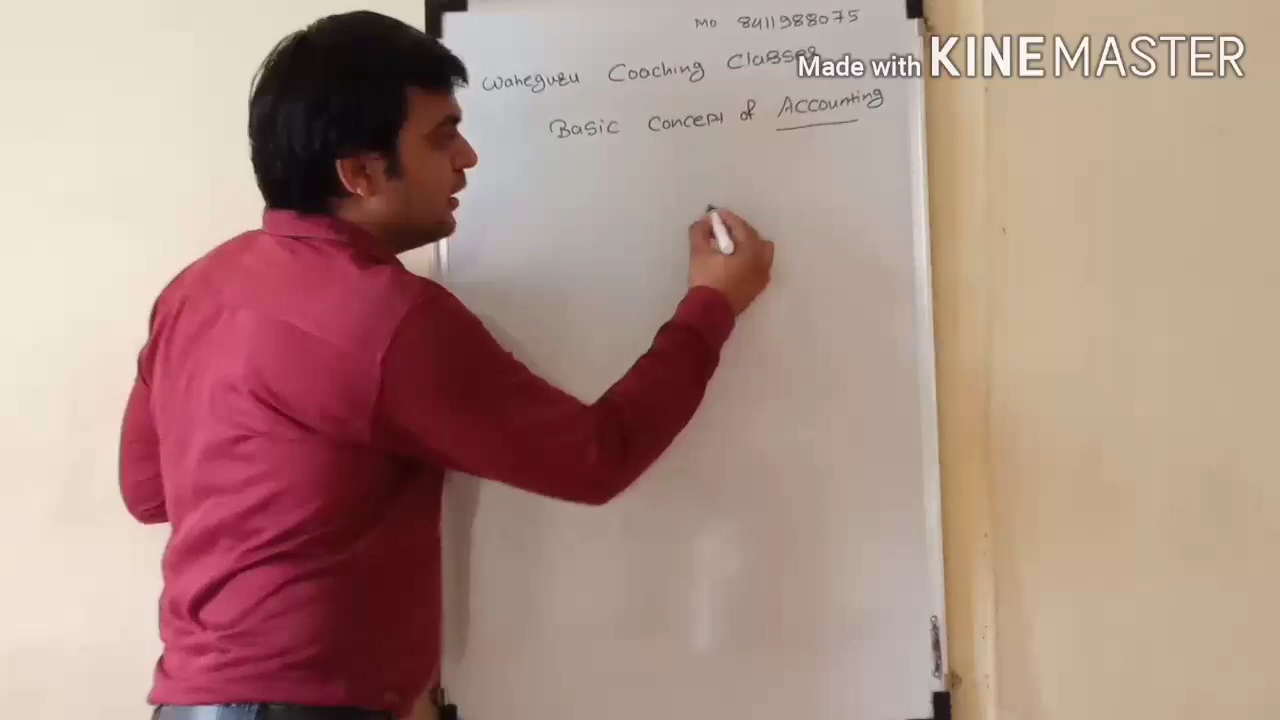 Mo 8411988075
Waheguru Coaching Classes
Made with KINEMASTER
Basic Concept of Accounting